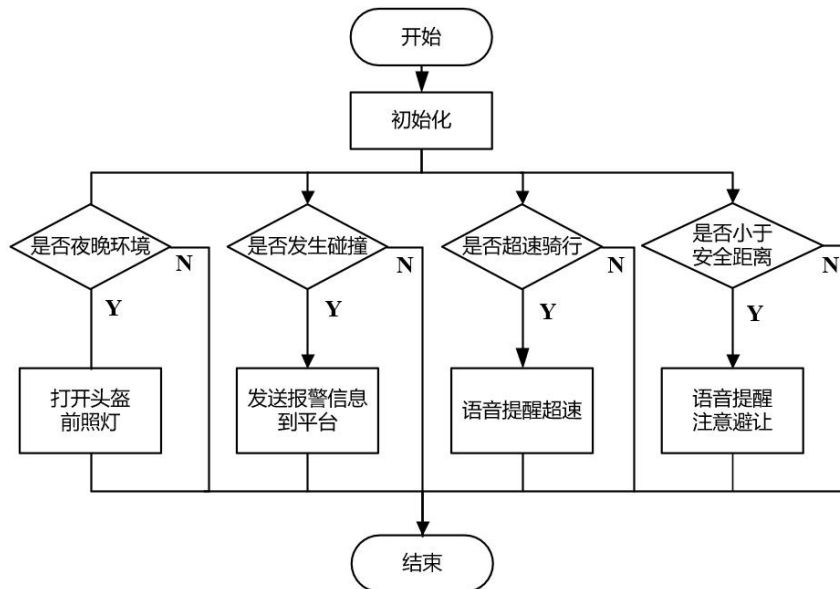 开始
初始化
是否夜晚环境
N
Y
打开头盔
前照灯
是否发生碰撞
N
Y
发送报警信息
到平台
是否超速骑行
N
Y
语音提醒超速
是否小于
安全距离
N
Y
语音提醒
注意避让
结束